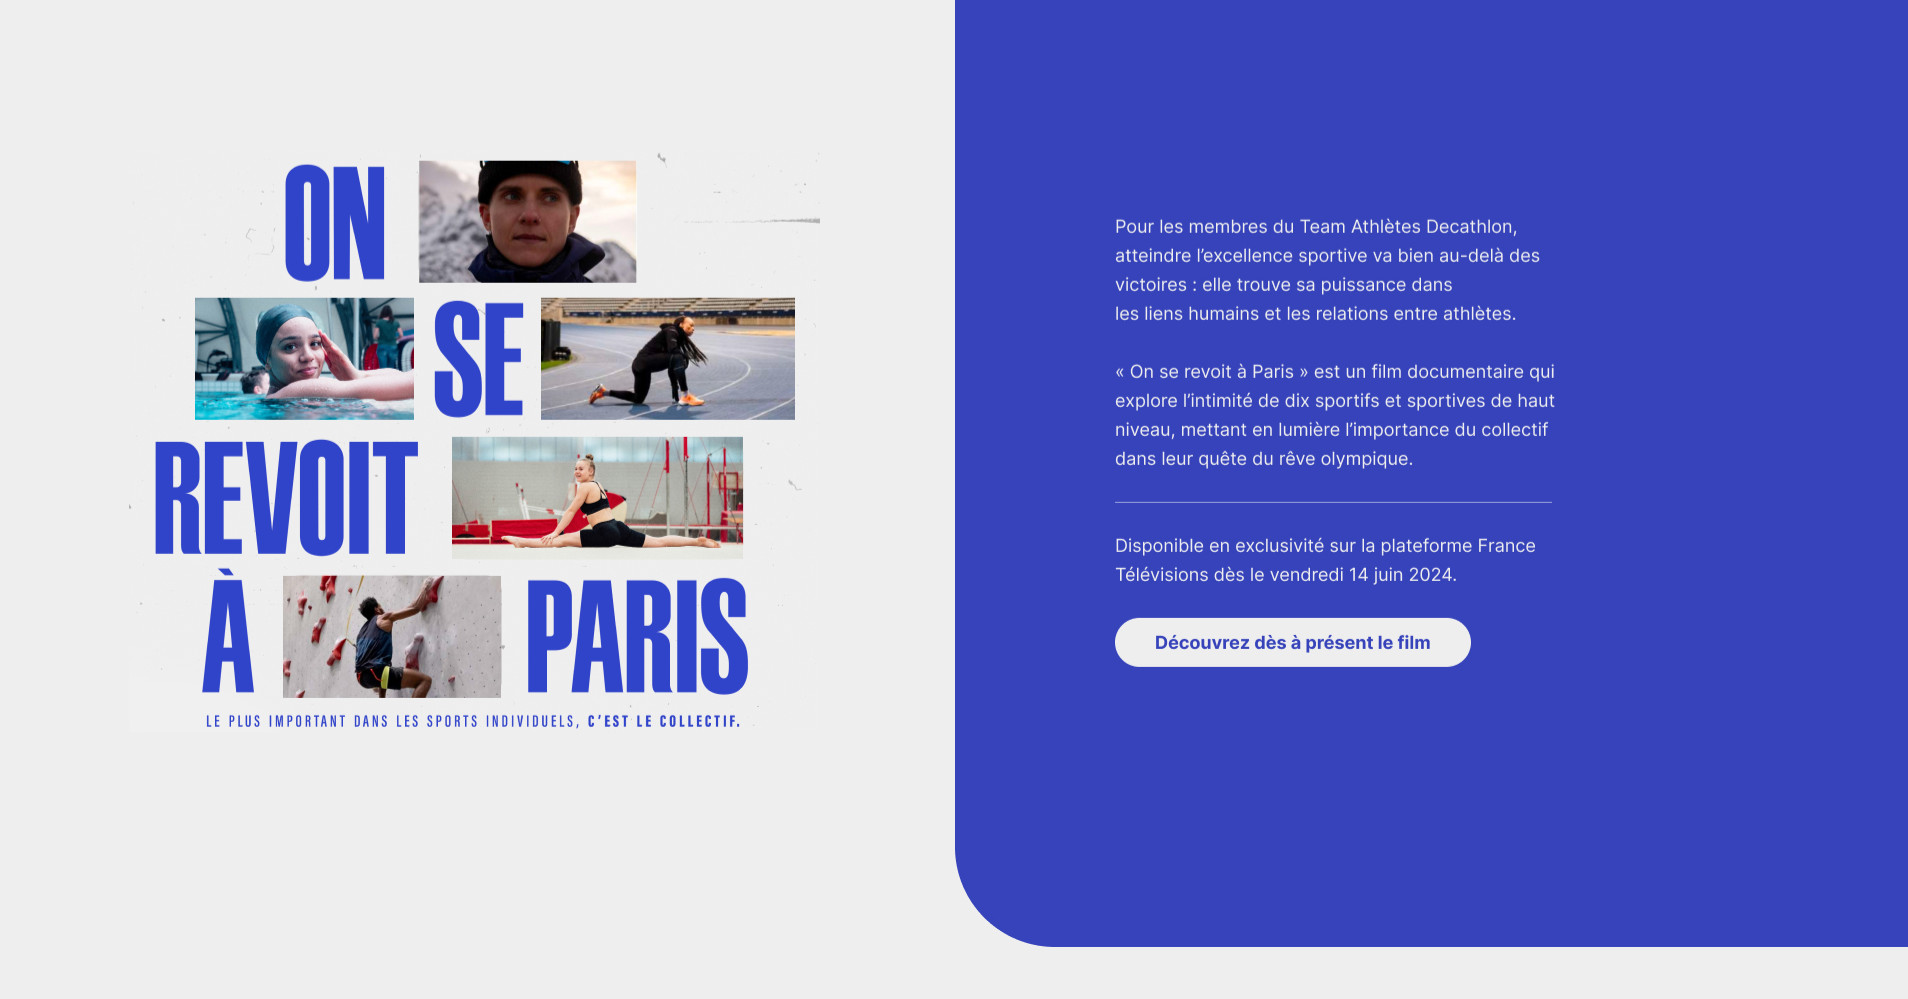 ON
SE
REVOIT
À PARIS
LE PLUS IMPORTANT DANS LES SPORTS INDIVIDUELS, C'EST LE COLLECTIF.
Pour les membres du Team Athlètes Decathlon,
atteindre l’excellence sportive va bien au-delà des
victoires : elle trouve sa puissance dans
les liens humains et les relations entre athlètes.
« On se revoit à Paris » est un film documentaire qui
explore l’intimité de dix sportifs et sportives de haut
niveau, mettant en lumière l’importance du collectif
dans leur quête du rêve olympique.
Disponible en exclusivité sur la plateforme France
Télévisions dès le vendredi 14 juin 2024.
Découvrez dès à présent le film